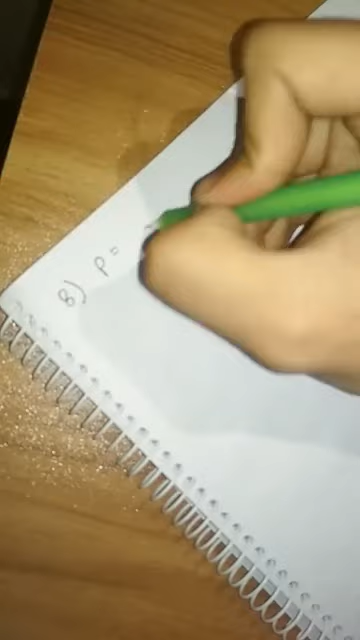 8) P =